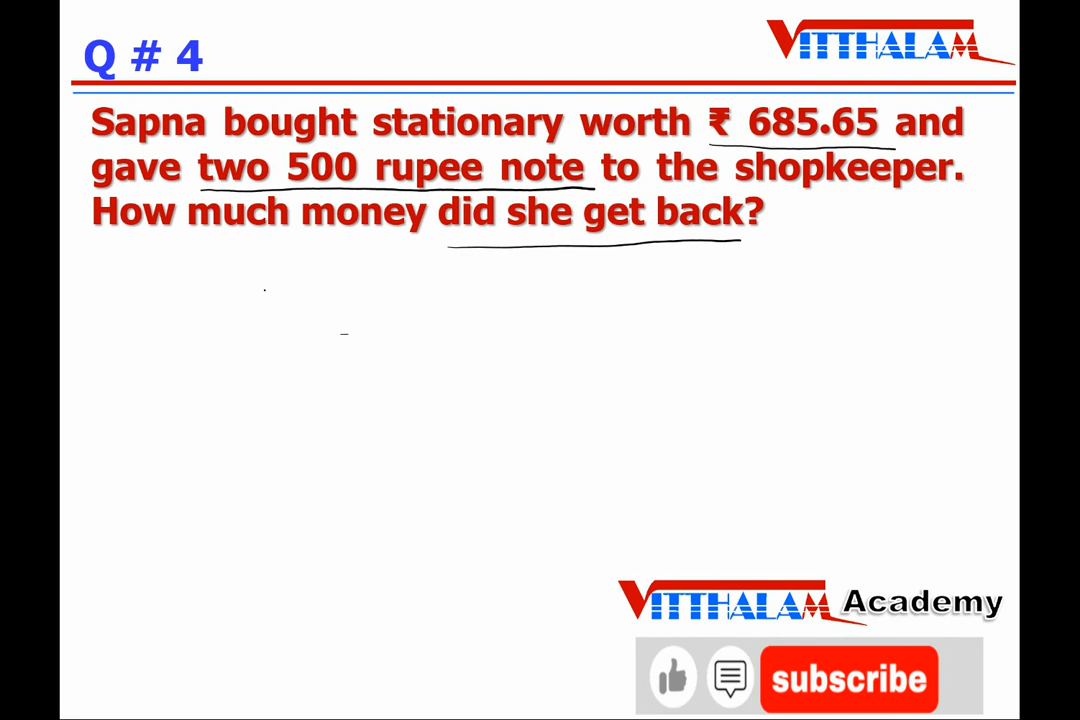 Q # 4
VITTHALAM
Sapna bought stationary worth ₹ 685.65 and
gave two 500 rupee note to the shopkeeper.
How much money did she get back?
VITTHALAM Academy
subscribe